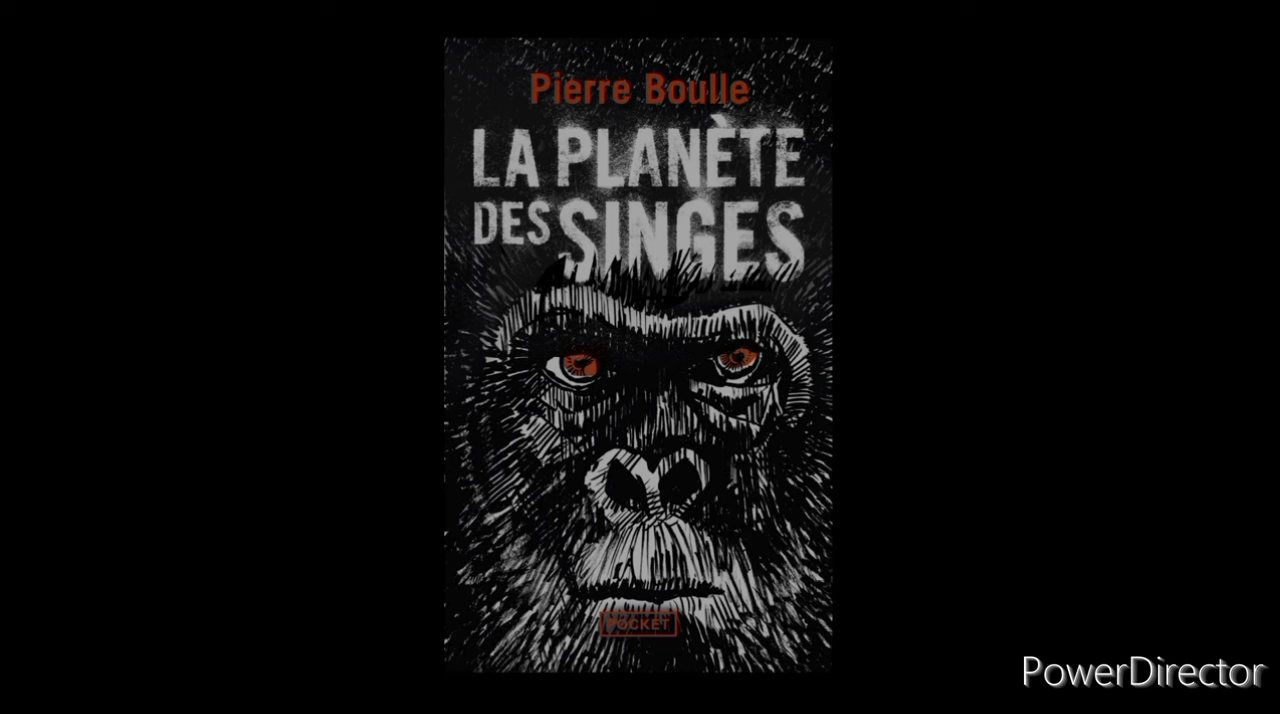 Pierre Boulle
LA PLANÈTE
DES SINGES
POCKET
PowerDirector